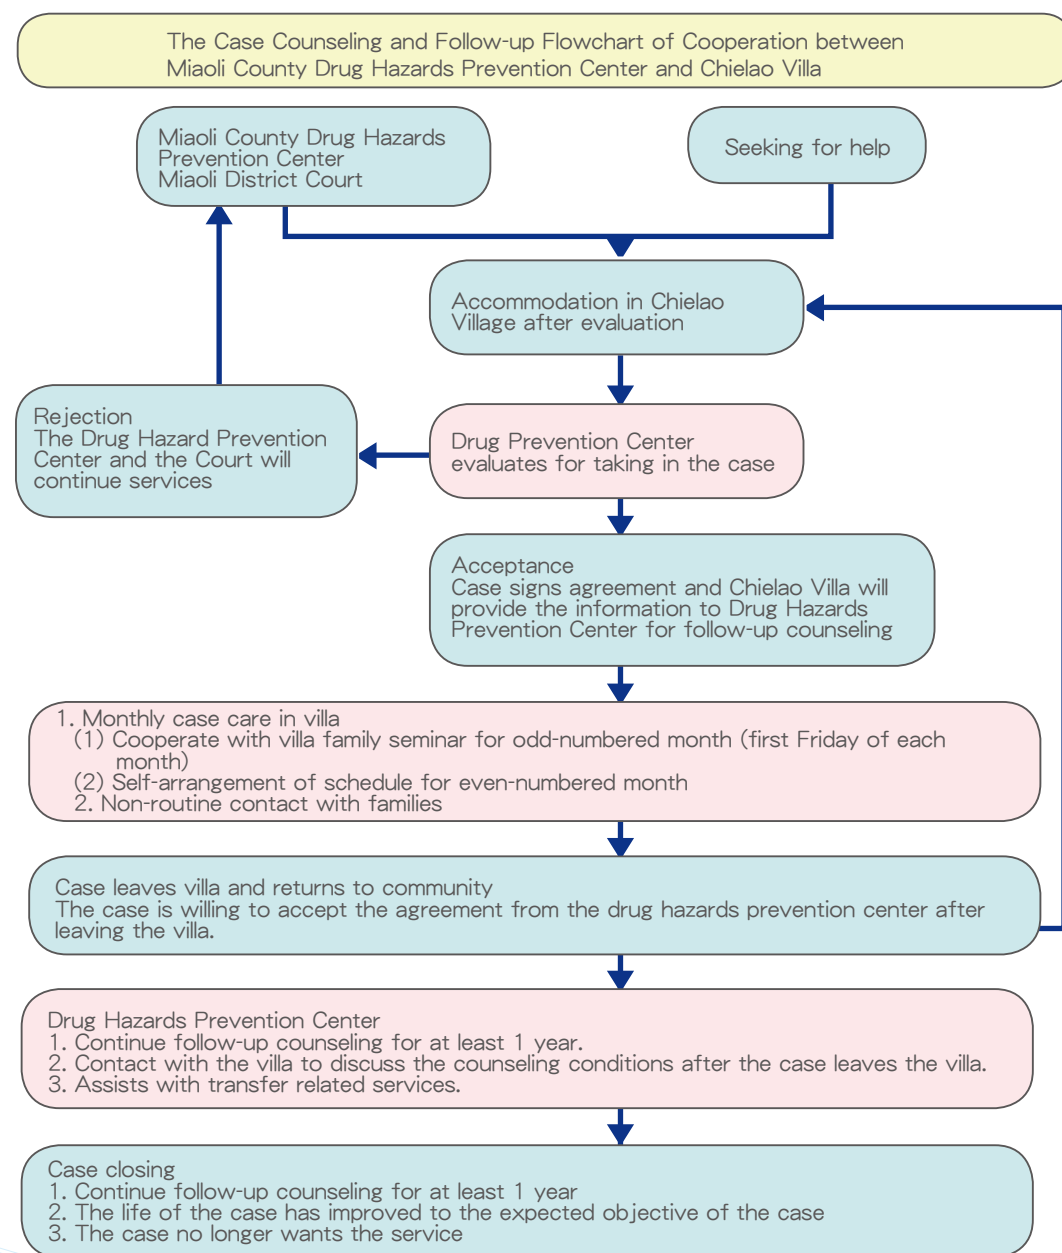 The Case Counseling and Follow-up Flowchart of Cooperation between
Miaoli County Drug Hazards Prevention Center and Chielao Villa
Miaoli County Drug Hazards
Prevention Center
Miaoli District Court
Seeking for help
Accommodation in Chielao
Village after evaluation
Rejection
The Drug Hazard Prevention
Center and the Court will
continue services
Drug Prevention Center
evaluates for taking in the case
Acceptance
Case signs agreement and Chielao Villa will
provide the information to Drug Hazards
Prevention Center for follow-up counseling
1. Monthly case care in villa
(1) Cooperate with villa family seminar for odd-numbered month (first Friday of each
month)
(2) Self-arrangement of schedule for even-numbered month
2. Non-routine contact with families
Case leaves villa and returns to community
The case is willing to accept the agreement from the drug hazards prevention center after
leaving the villa.
Drug Hazards Prevention Center
1. Continue follow-up counseling for at least 1 year.
2. Contact with the villa to discuss the counseling conditions after the case leaves the villa.
3. Assists with transfer related services.
Case closing
1. Continue follow-up counseling for at least 1 year
2. The life of the case has improved to the expected objective of the case
3. The case no longer wants the service